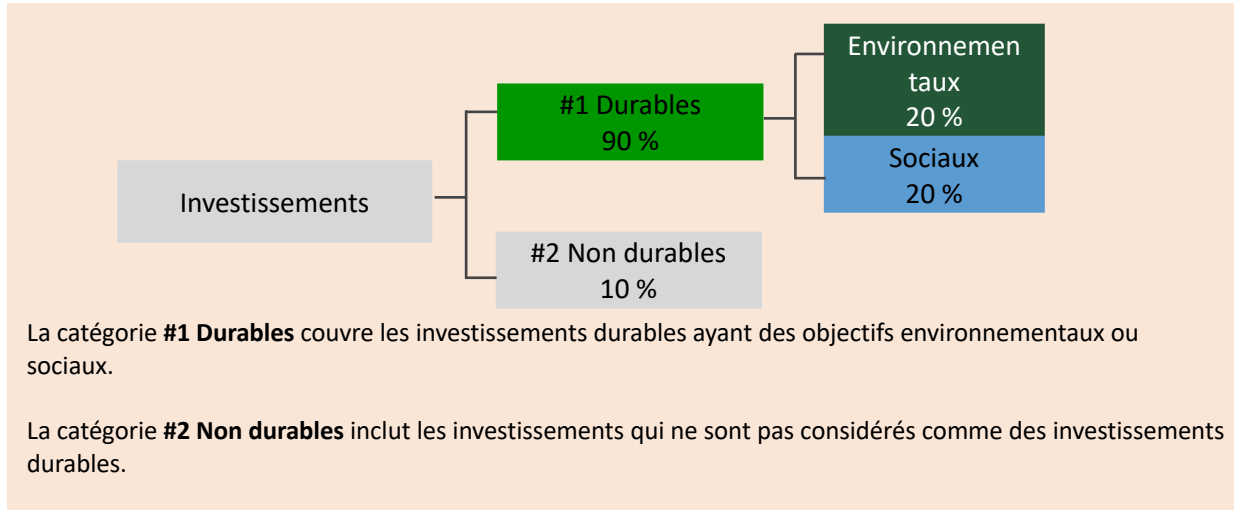 Environnemen
taux
20 %
#1 Durables
90 %
Sociaux
20 %
Investissements
#2 Non durables
10 %
La catégorie #1 Durables couvre les investissements durables ayant des objectifs environnementaux ou
sociaux.
La catégorie #2 Non durables inclut les investissements qui ne sont pas considérés comme des investissements
durables.